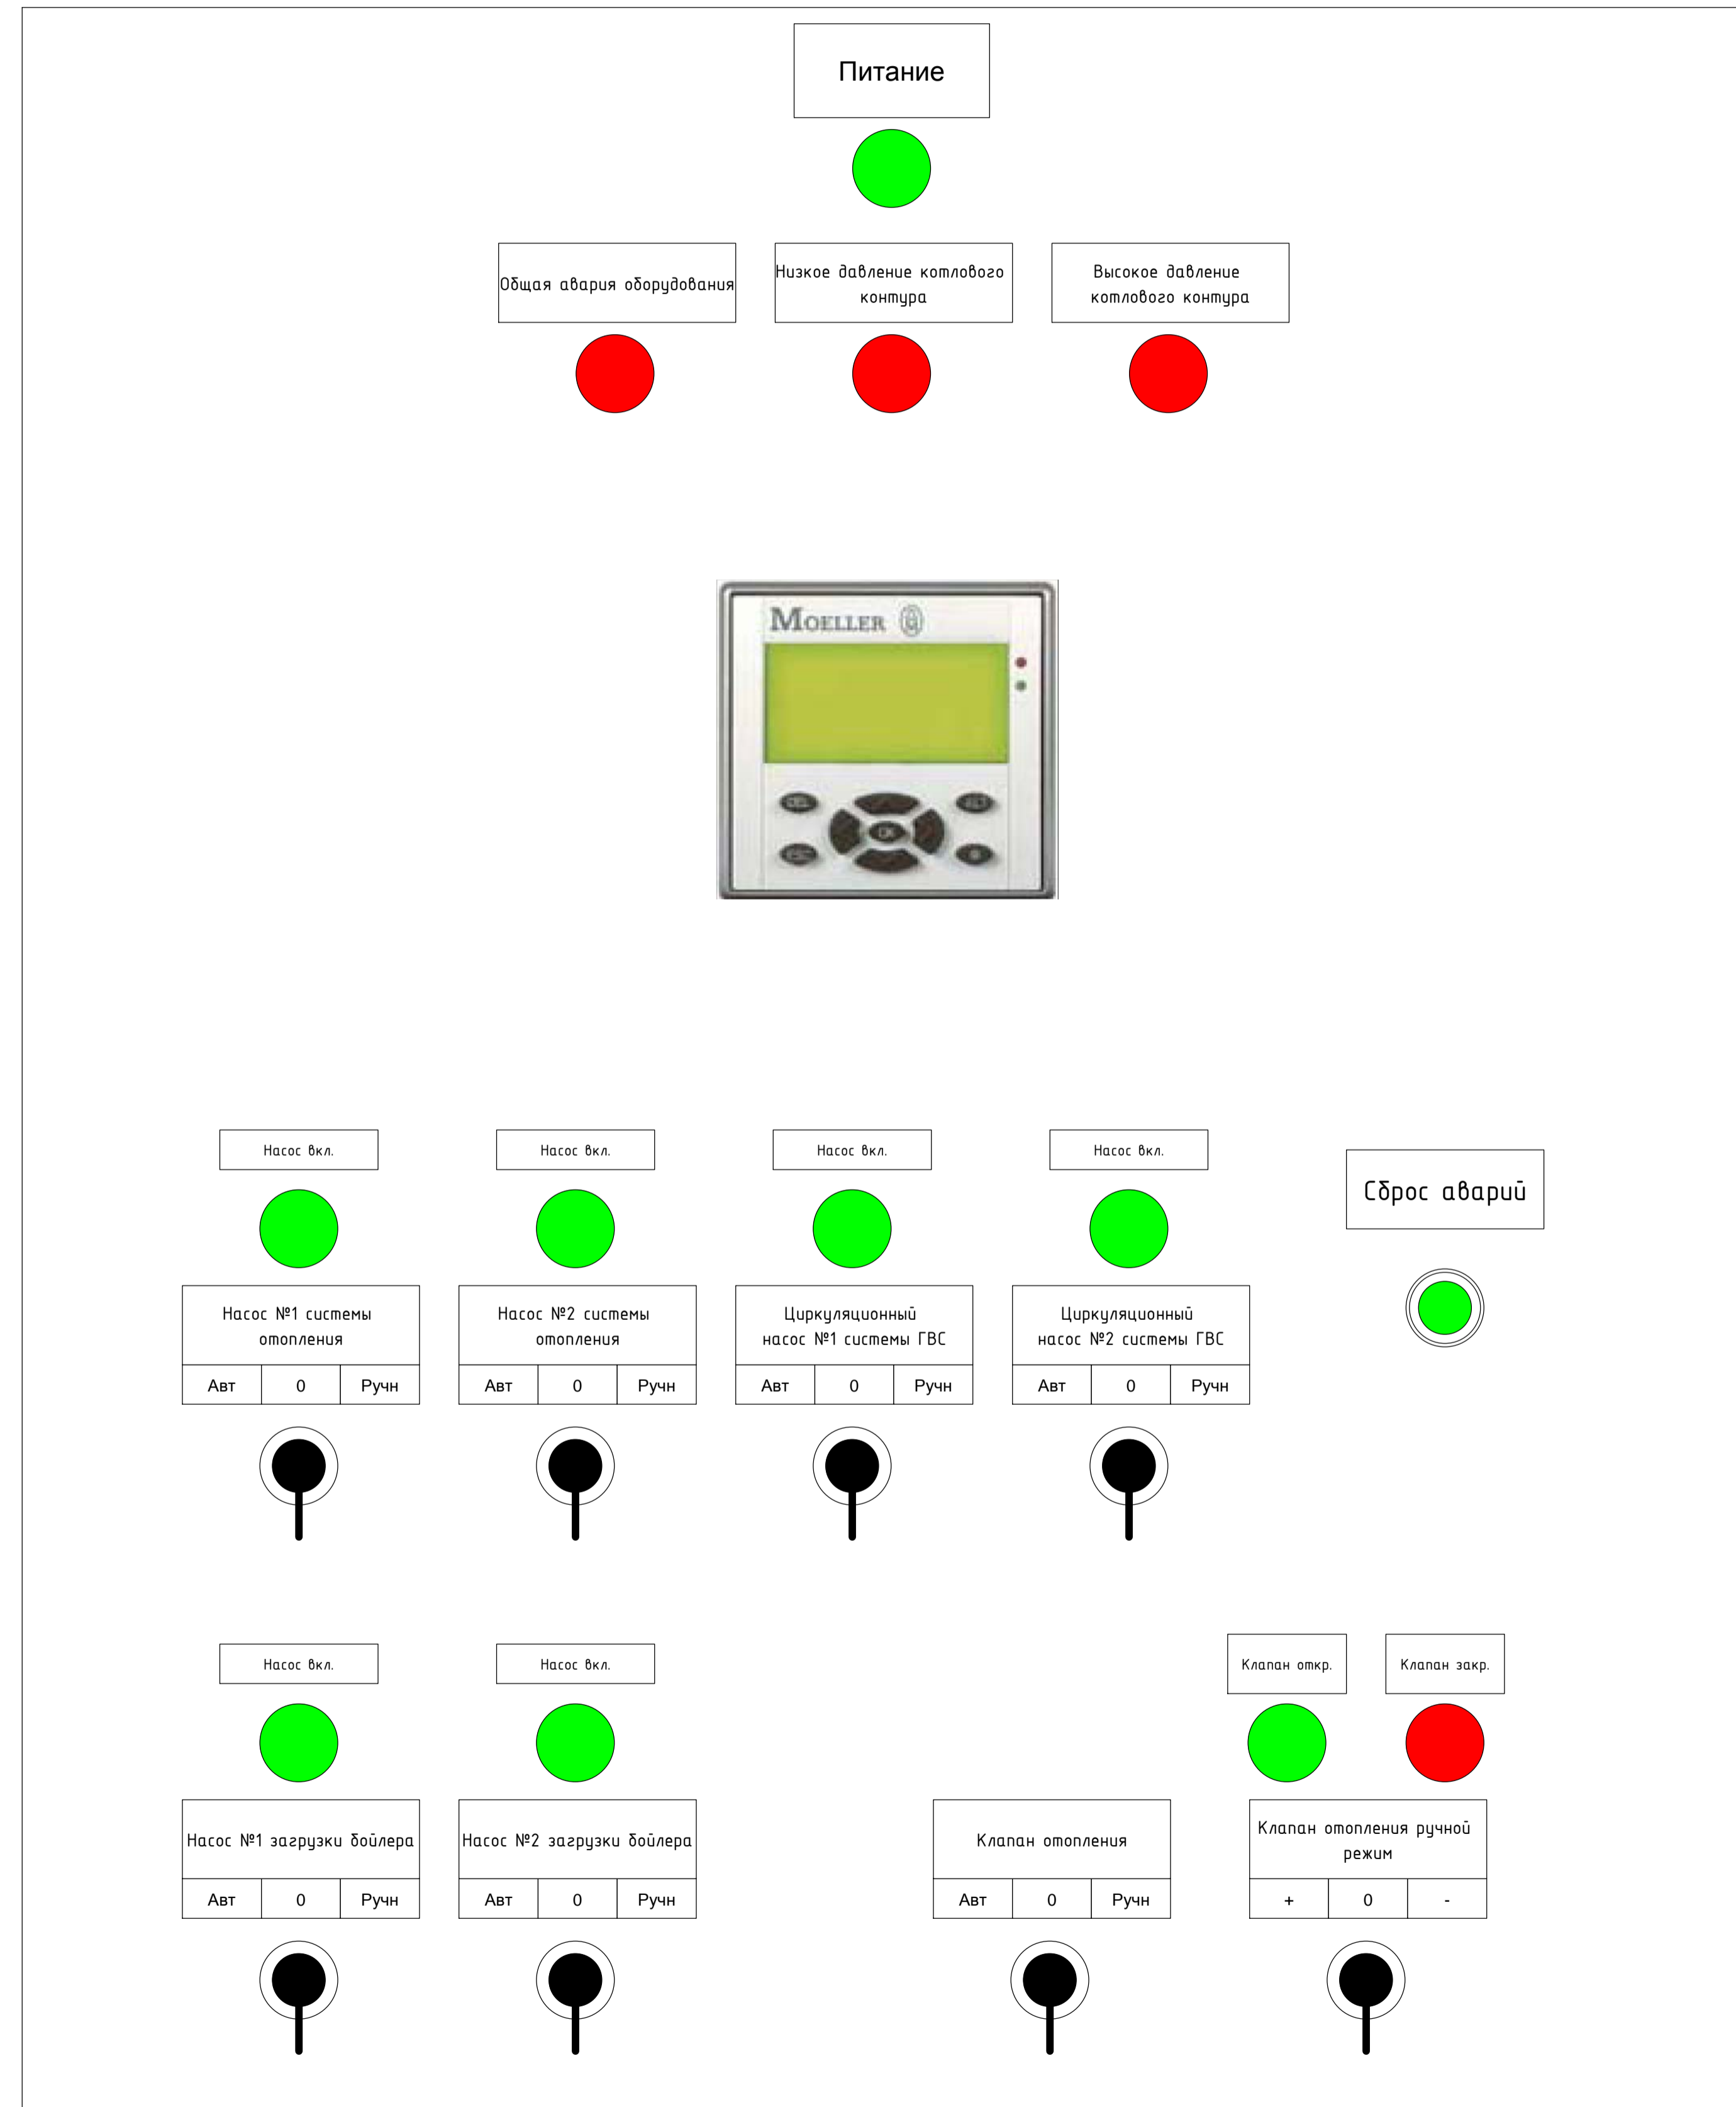 Питание
Общая авария оборудования
Низкое давление котлового
контура
Высокое давление
котлового контура
MOELLER
DEL
ALT
OK
ESC
Насос вкл.
Насос вкл.
Насос вкл.
Насос вкл.
Сброс аварий
Насос №1 системы
отопления
Авт 0 Ручн
Насос №2 системы
отопления
Авт 0 Ручн
Циркуляционный
насос №1 системы ГВС
Авт 0 Ручн
Циркуляционный
насос №2 системы ГВС
Авт 0 Ручн
Насос вкл.
Насос вкл.
Клапан откр.
Клапан закр.
Насос №1 загрузки бойлера
Авт 0 Ручн
Насос №2 загрузки бойлера
Авт 0 Ручн
Клапан отопления
Авт 0 Ручн
Клапан отопления ручной
режим
+ 0 -